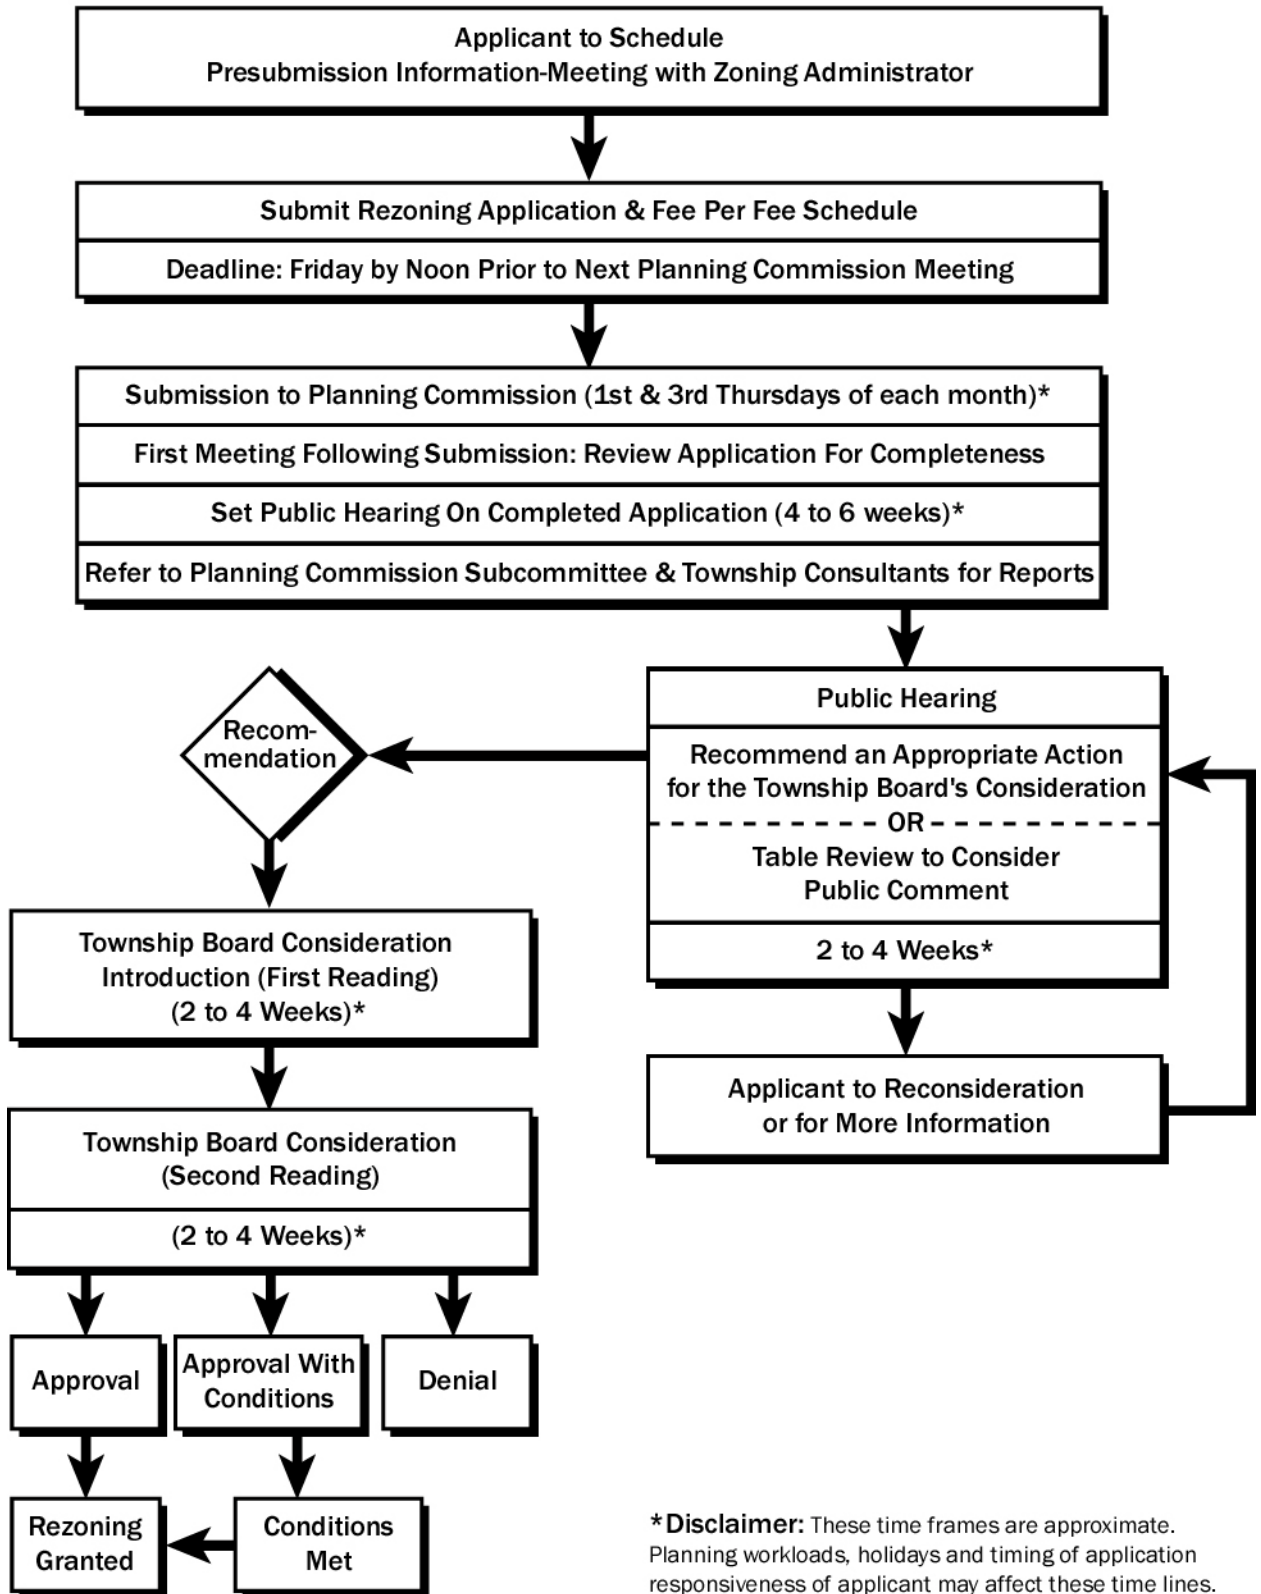 Applicant to Schedule
Presubmission Information-Meeting with Zoning Administrator
Submit Rezoning Application & Fee Per Fee Schedule
Deadline: Friday by Noon Prior to Next Planning Commission Meeting
Submission to Planning Commission (1st & 3rd Thursdays of each month)*
First Meeting Following Submission: Review Application For Completeness
Set Public Hearing On Completed Application (4 to 6 weeks)*
Refer to Planning Commission Subcommittee & Township Consultants for Reports
Public Hearing
Recommend an Appropriate Action
for the Township Board's Consideration
OR
Table Review to Consider
Public Comment
2 to 4 Weeks*
Applicant to Reconsideration
or for More Information
Recom-
mendation
Township Board Consideration
Introduction (First Reading)
(2 to 4 Weeks)*
Township Board Consideration
(Second Reading)
(2 to 4 Weeks)*
Approval
Approval With
Conditions
Denial
Rezoning
Granted
Conditions
Met
*Disclaimer: These time frames are approximate.
Planning workloads, holidays and timing of application
responsiveness of applicant may affect these time lines.